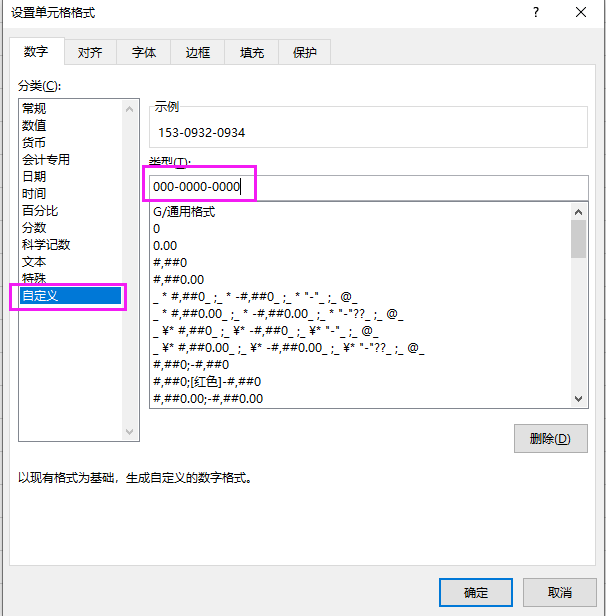 设置单元格格式
? ×
数字 对齐 字体 边框 填充 保护
分类(C):
常规
数值
货币
会计专用
日期
时间
百分比
分数
科学记数
文本
特殊
自定义
示例
153-0932-0934
类型(T):
000-0000-0000
G/通用格式
0
0.00
#,##0
#,##0.00
_ * #,##0_ ;_ * -#,##0_ ;_ * "-"_ ;_ @_
_ * #,##0.00_ ;_ * -#,##0.00_ ;_ * "-"??_ ;_ @_
_ ¥* #,##0_ ;_ ¥* -#,##0_ ;_ ¥* "-"_ ;_ @_
_ ¥* #,##0.00_ ;_ ¥* -#,##0.00_ ;_ ¥* "-"??_ ;_ @_
#,##0;-#,##0
#,##0;[红色]-#,##0
#,##0.00;-#,##0.00
删除(D)
以现有格式为基础，生成自定义的数字格式。
确定 取消